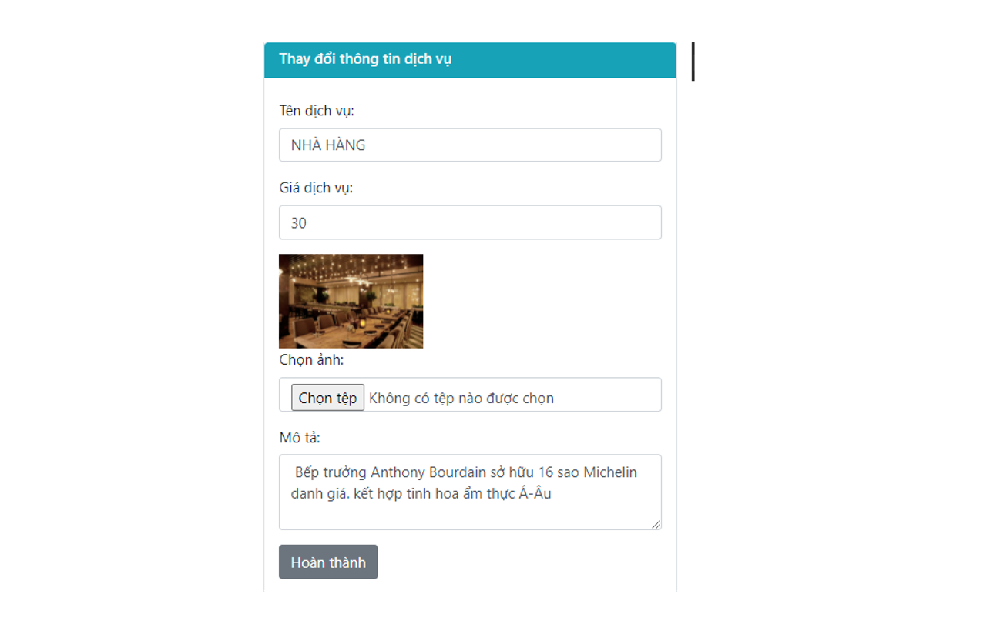 Thay đổi thông tin dịch vụ
Tên dịch vụ:
NHÀ HÀNG
Giá dịch vụ:
30
Chọn ảnh:
Chọn tệp Không có tệp nào được chọn
Mô tả:
Bếp trưởng Anthony Bourdain sở hữu 16 sao Michelin
danh giá. kết hợp tinh hoa ẩm thực Á-Âu
Hoàn thành